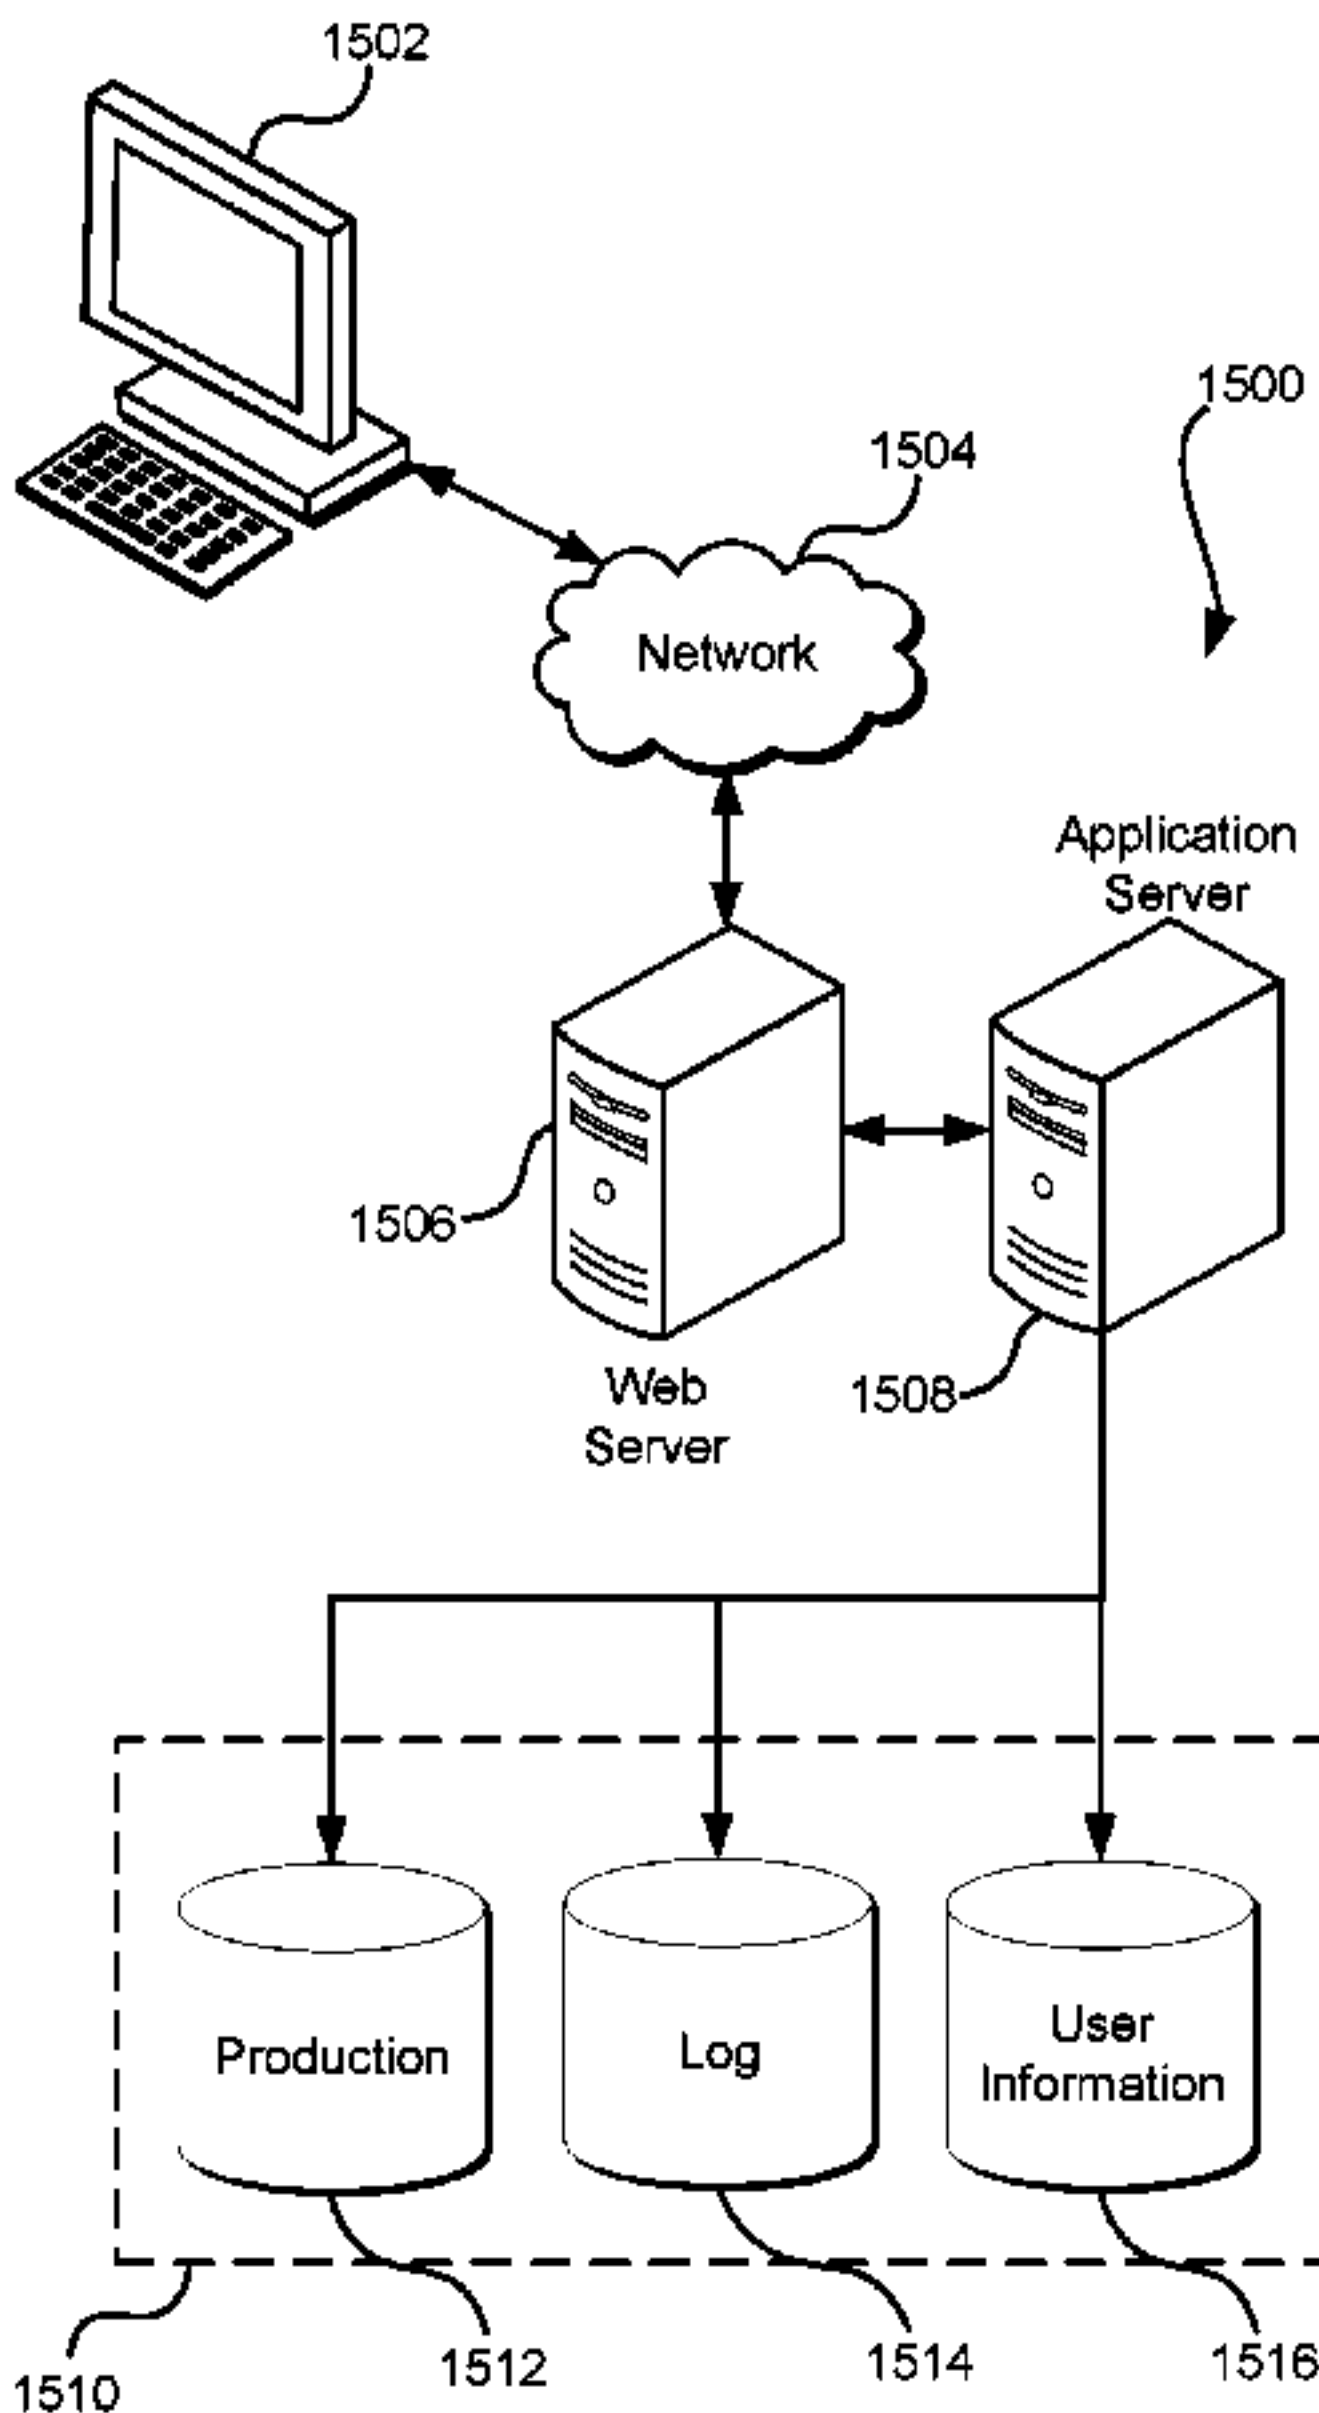 1502
1500
1504
Network
Application
Server
1506
Web
Server
1508
Production
Log
User
Information
1510
1512
1514
1516